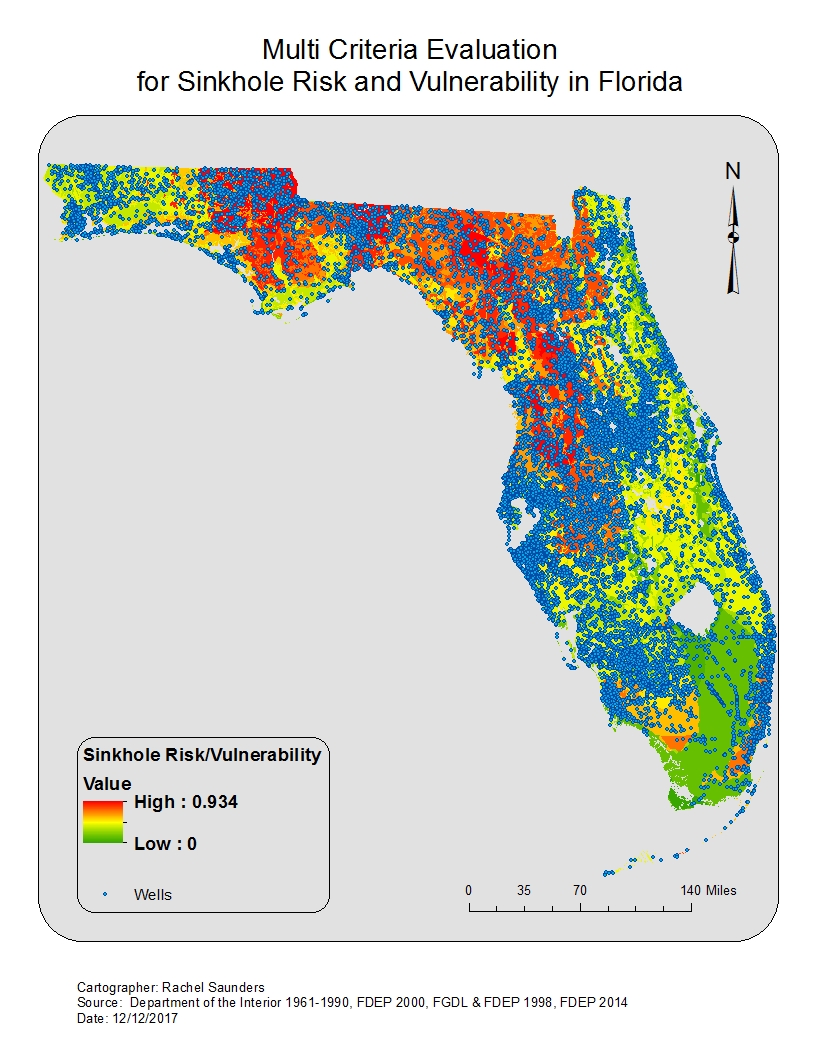 Multi Criteria Evaluation
for Sinkhole Risk and Vulnerability in Florida
N
Sinkhole Risk/Vulnerability
Value
High : 0.934
Low : 0
Wells
0 35 70 140 Miles
Cartographer: Rachel Saunders
Source: Department of the Interior 1961-1990, FDEP 2000, FGDL & FDEP 1998, FDEP 2014
Date: 12/12/2017